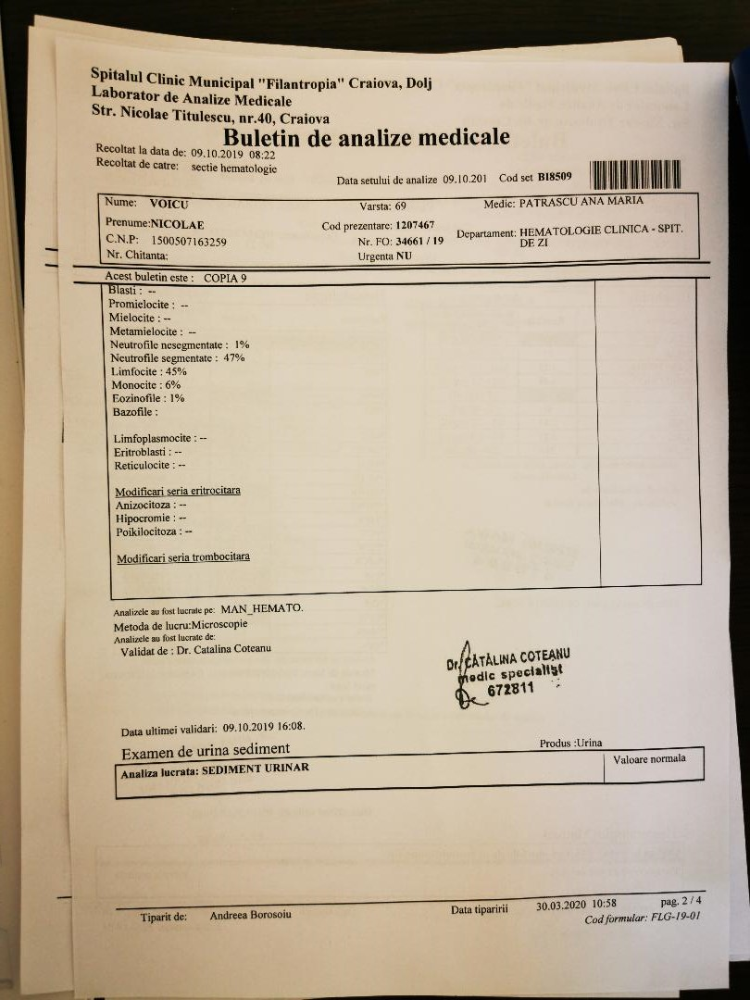 Spitalul Clinic Municipal "Filantropia" Craiova, Dolj
Laborator de Analize Medicale
Str. Nicolae Titulescu, nr.40, Craiova
Buletin de analize medicale
Recoltat la data de: 09.10.2019 08:22
Recoltat de catre: sectie hematologie
Data setului de analize 09.10.201 Cod set BI8509
Nume: VOICU Varsta: 69 Medic: PATRASCU ANA MARIA
Prenume:NICOLAE Cod prezentare: 1207467 Departament: HEMATOLOGIE CLINICA - SPIT. DE ZI
C.N.P: 1500507163259 Nr. FO: 34661 / 19
Nr. Chitanta: Urgenta NU
Acest buletin este : COPIA 9
Blasti : --
Promielocite : --
Mielocite : --
Metamielocite : --
Neutrofile nesegmentate : 1%
Neutrofile segmentate : 47%
Limfocite : 45%
Monocite : 6%
Eozinofile : 1%
Bazofile :
Limfoplasmocite : --
Eritroblasti : --
Reticulocite : --
Modificari seria eritrocitara
Anizocitoza : --
Hipocromie : --
Poikilocitoza : --
Modificari seria trombocitara
Analizele au fost lucrate pe: MAN_HEMATO.
Metoda de lucru:Microscopie
Analizele au fost lucrate de:
Validat de : Dr. Catalina Coteanu
Dr. CĂTĂLINA COTEANU
medic specialist
672811
Data ultimei validari: 09.10.2019 16:08.
Examen de urina sediment Produs :Urina
Analiza lucrata: SEDIMENT URINAR Valoare normala
Tiparit de: Andreea Borosoiu Data tiparirii 30.03.2020 10:58 pag. 2 / 4
Cod formular: FLG-19-01